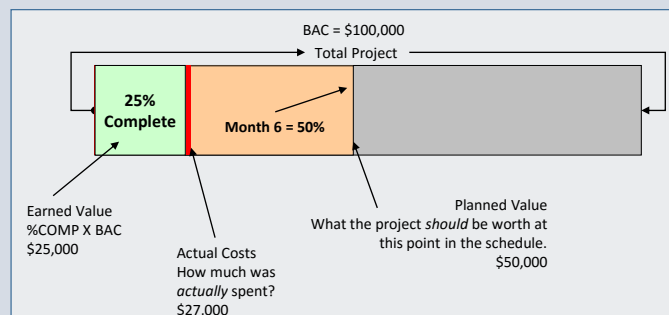 BAC = $100,000
Total Project
25%
Complete
Month 6 = 50%
Earned Value
%COMP X BAC
$25,000
Actual Costs
How much was
actually spent?
$27,000
Planned Value
What the project should be worth at
this point in the schedule.
$50,000